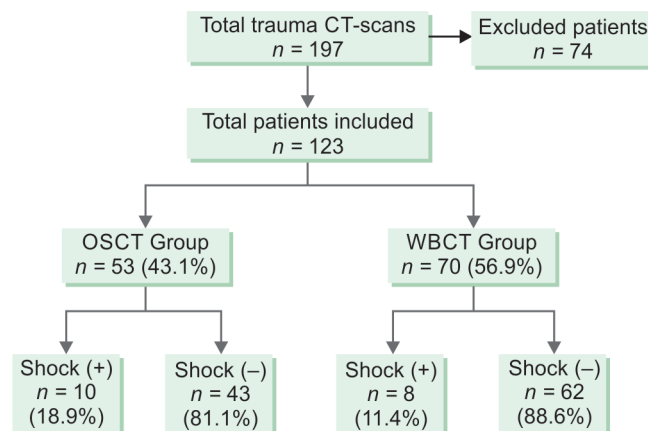 Total trauma CT-scans
n = 197
Excluded patients
n = 74
Total patients included
n = 123
OSCT Group
n = 53 (43.1%)
WBCT Group
n = 70 (56.9%)
Shock (+)
n = 10
(18.9%)
Shock (–)
n = 43
(81.1%)
Shock (+)
n = 8
(11.4%)
Shock (–)
n = 62
(88.6%)